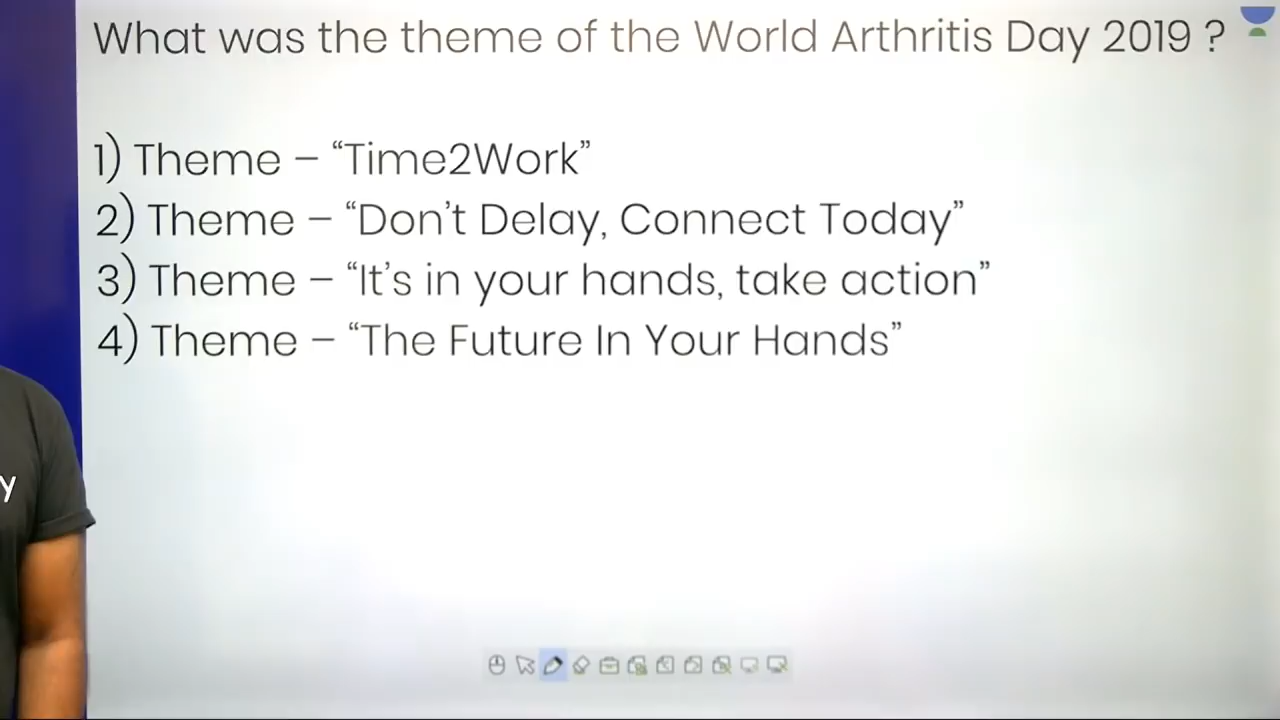 What was the theme of the World Arthritis Day 2019 ?
1) Theme – “Time2Work”
2) Theme – “Don’t Delay, Connect Today”
3) Theme – “It’s in your hands, take action”
4) Theme – “The Future In Your Hands”
y